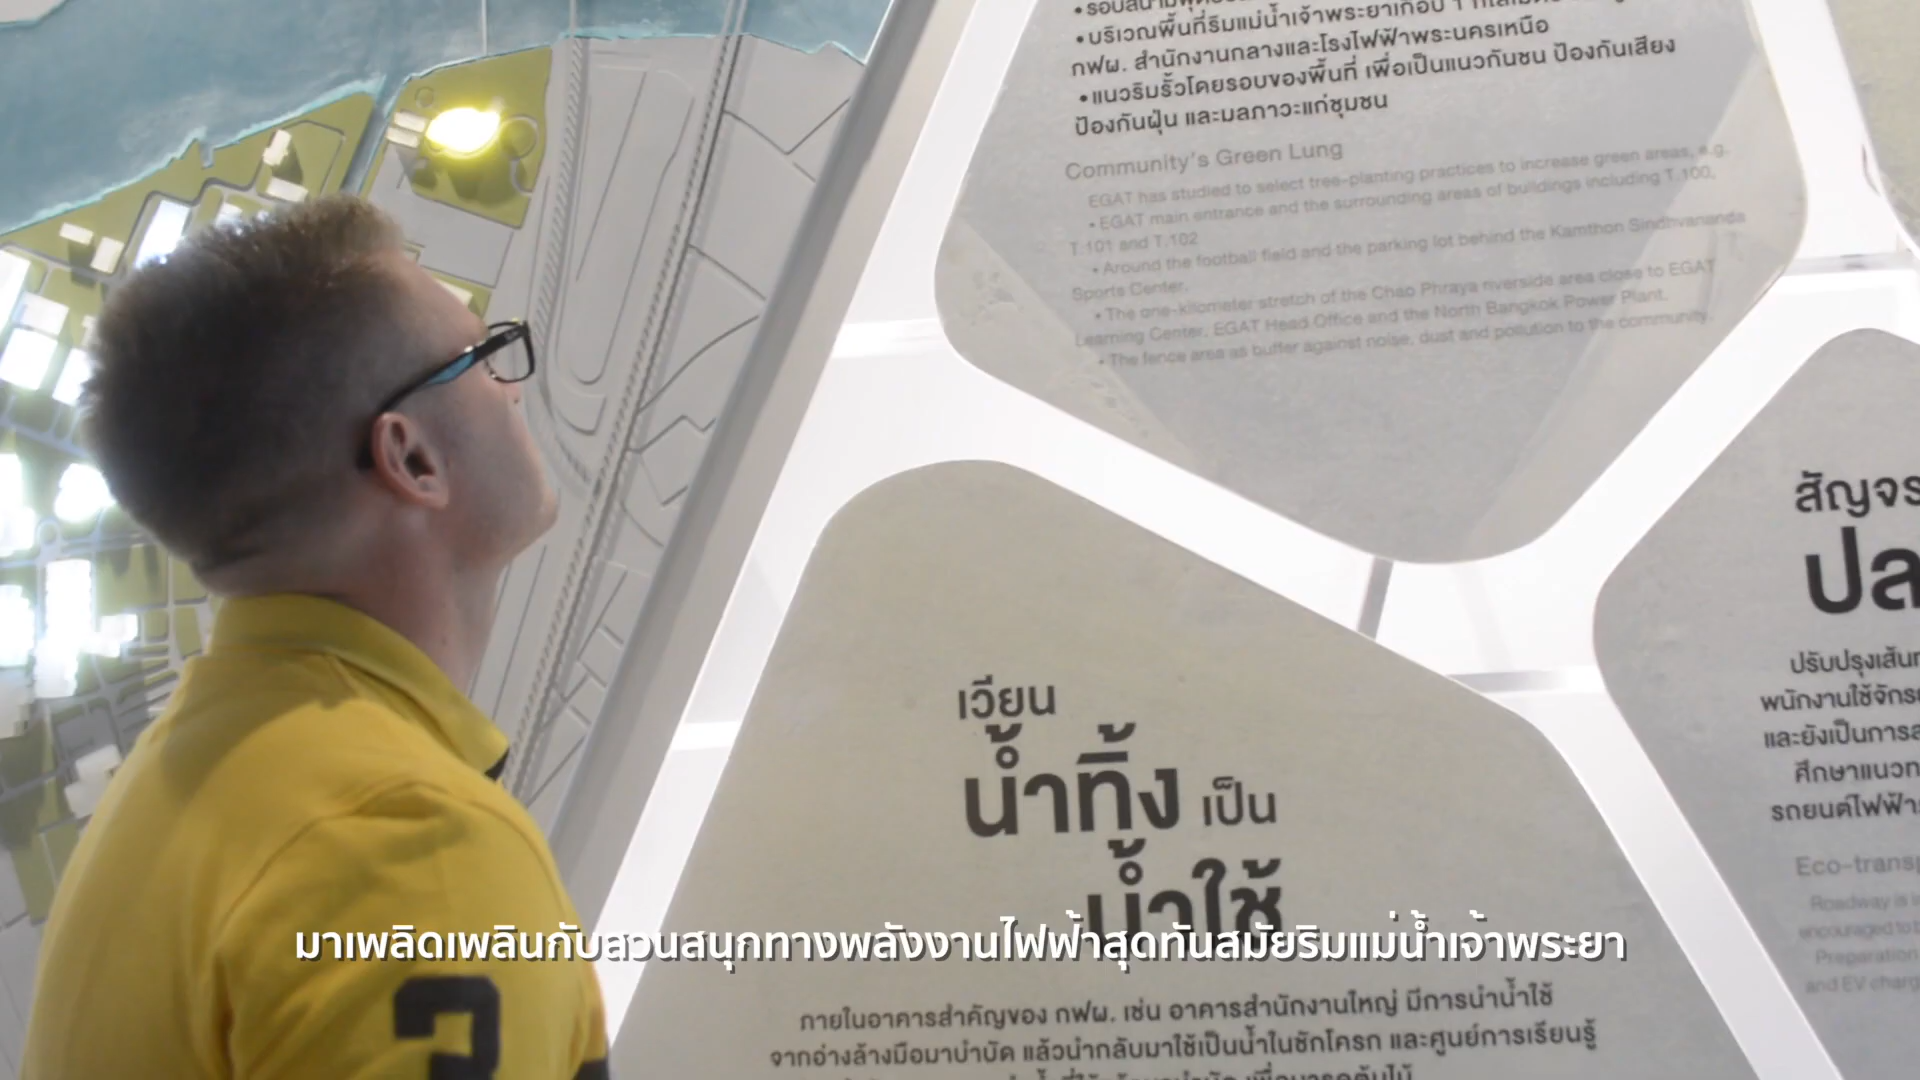 •บริเวณพื้นที่ริมแม่น้ำเจ้าพระยาเกือบ 1
กฟผ. สำนักงานกลางและโรงไฟฟ้าพระนครเหนือ
•แนวริมรั้วโดยรอบของพื้นที่ เพื่อเป็นแนวกันชน ป้องกันเสียง
ป้องกันฝุ่น และมลภาวะแก่ชุมชน
Community's Green Lung
EGAT has studied to select tree-planting practices to increase green areas, e.g.
• EGAT main entrance and the surrounding areas of buildings including T.100,
T.101 and T.102
• Around the football field and the parking lot behind the Kamthon Sindhvananda
Sports Center.
• The one-kilometer stretch of the Chao Phraya riverside area close to EGAT
Learning Center, EGAT Head Office and the North Bangkok Power Plant.
• The fence area as buffer against noise, dust and pollution to the community.
เวียน
น้ำทิ้ง เป็น
น้ำใช้
ภายในอาคารสำคัญของ กฟผ. เช่น อาคารสำนักงานใหญ่ มีการนำน้ำใช้
จากอ่างล้างมือมาบำบัด แล้วนำกลับมาใช้เป็นน้ำในชักโครก และศูนย์การเรียนรู้
สัญจร
ปล
ปรับปรุงเส้นท
พนักงานใช้จักร
และยังเป็นการล
ศึกษาแนวท
รถยนต์ไฟฟ้า
Eco-transp
Roadway is
encouraged to b
Preparation
and EV charg
3
มาเพลิดเพลินกับสวนสนุกทางพลังงานไฟฟ้าสุดทันสมัยริมแม่น้ำเจ้าพระยา